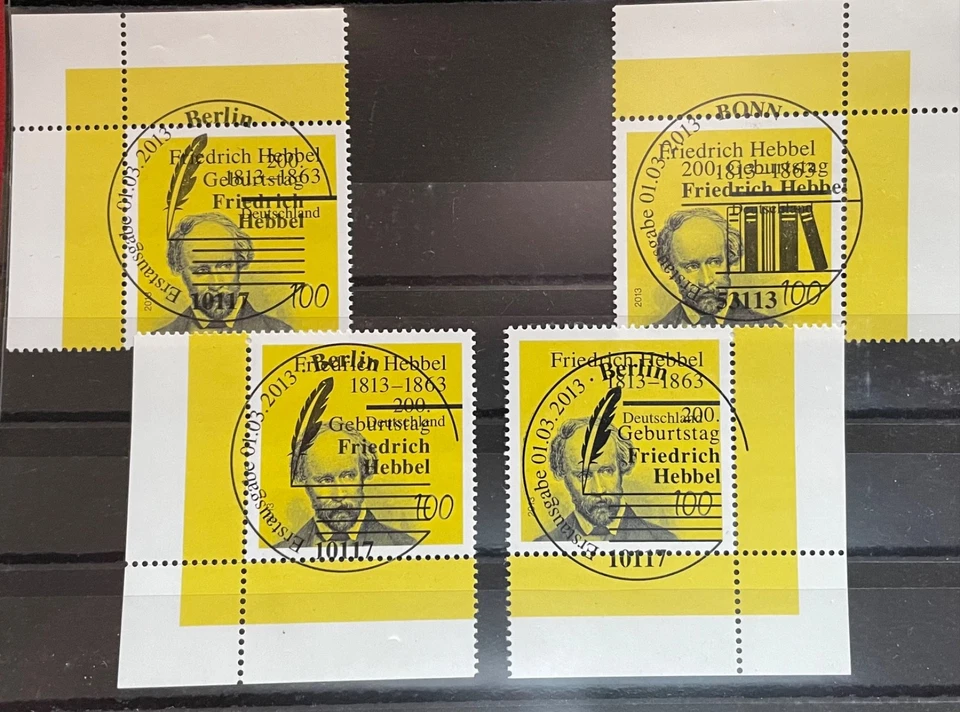 Berlin
Erstausgabe 01.03.2013 ·
Friedrich Hebbel
200.
1813–1863
Geburtstag
Friedrich
Deutschland
Hebbel
10117
100
BONN
Erstausgabe 01.03.2013 ·
Friedrich Hebbel
200. Geburtstag
1813–1863
Friedrich Hebbel
Deutschland
2013
53113
100
Berlin
Erstausgabe 01.03.2013 ·
Friedrich Hebbel
1813–1863
200.
Deutschland
Geburtstag
Friedrich
Hebbel
100
10117
Berlin
Erstausgabe 01.03.2013 ·
Friedrich Hebbel
1813–1863
200.
Deutschland
Geburtstag
Friedrich
Hebbel
100
10117